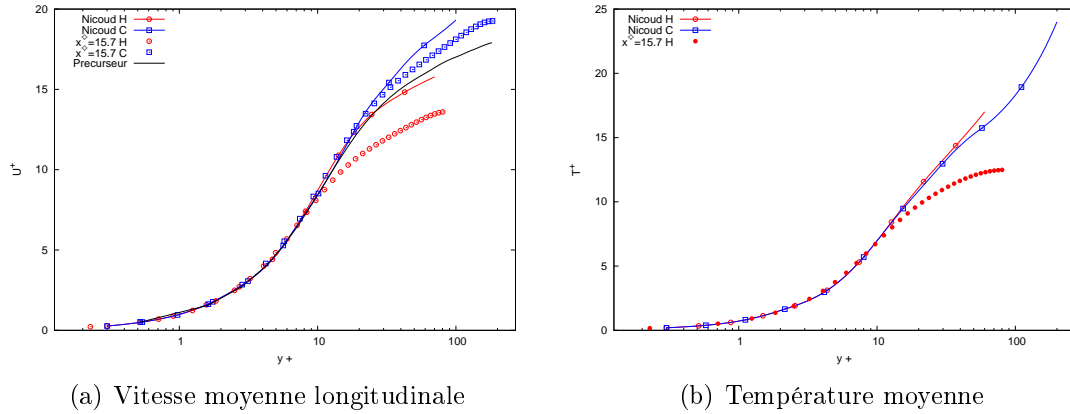 Nicoud H
Nicoud C
x◇=15.7 H
x◇=15.7 C
Precurseur
U+
20
15
10
5
0
1 10 100
y +
(a) Vitesse moyenne longitudinale
Nicoud H
Nicoud C
x◇=15.7 H
T+
25
20
15
10
5
0
1 10 100
y +
(b) Température moyenne